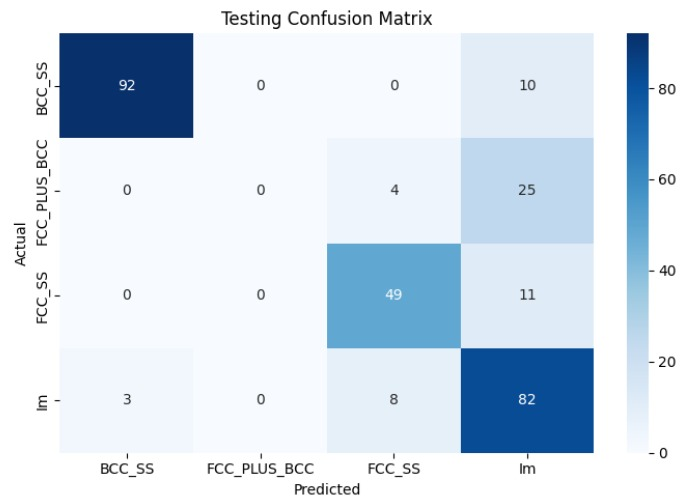 Testing Confusion Matrix
Actual
BCC_SS
92 0 0 10
FCC_PLUS_BCC
0 0 4 25
FCC_SS
0 0 49 11
Im
3 0 8 82
BCC_SS FCC_PLUS_BCC FCC_SS Im
Predicted
80
60
40
20
0